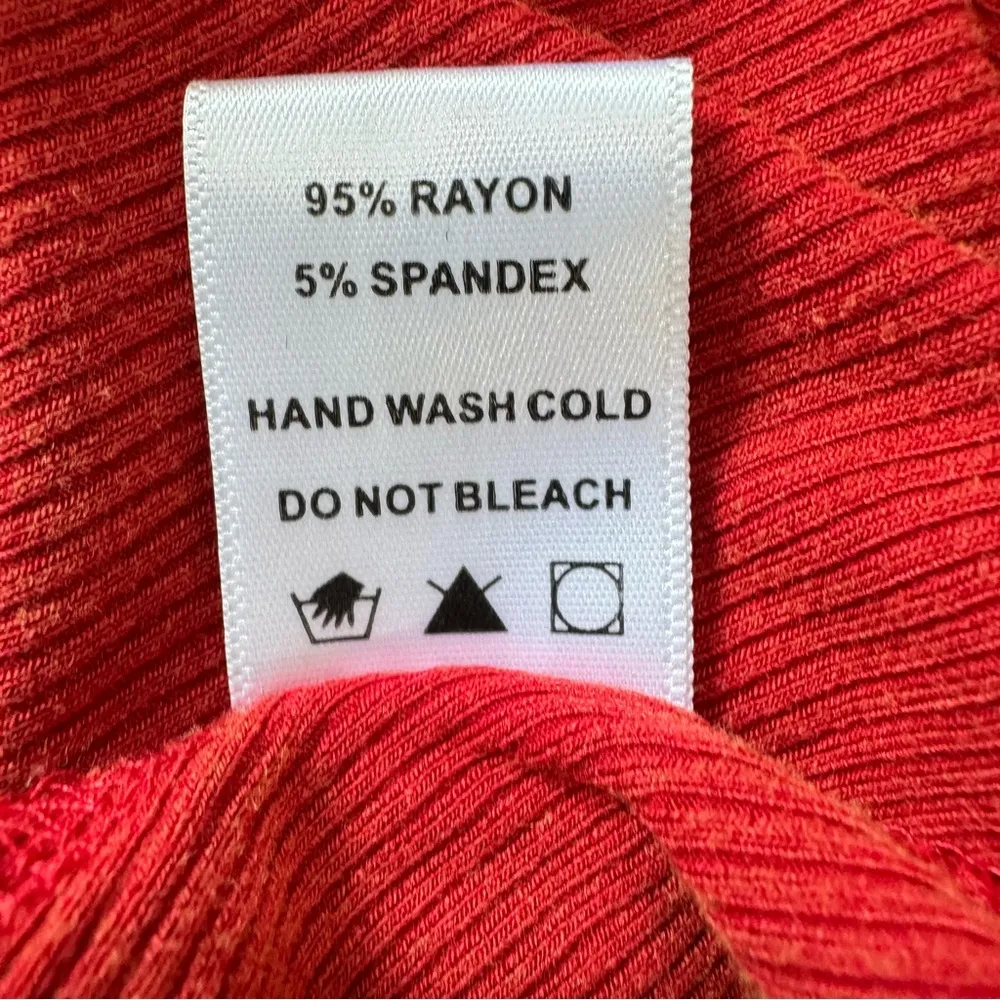 95% RAYON
5% SPANDEX
HAND WASH COLD
DO NOT BLEACH